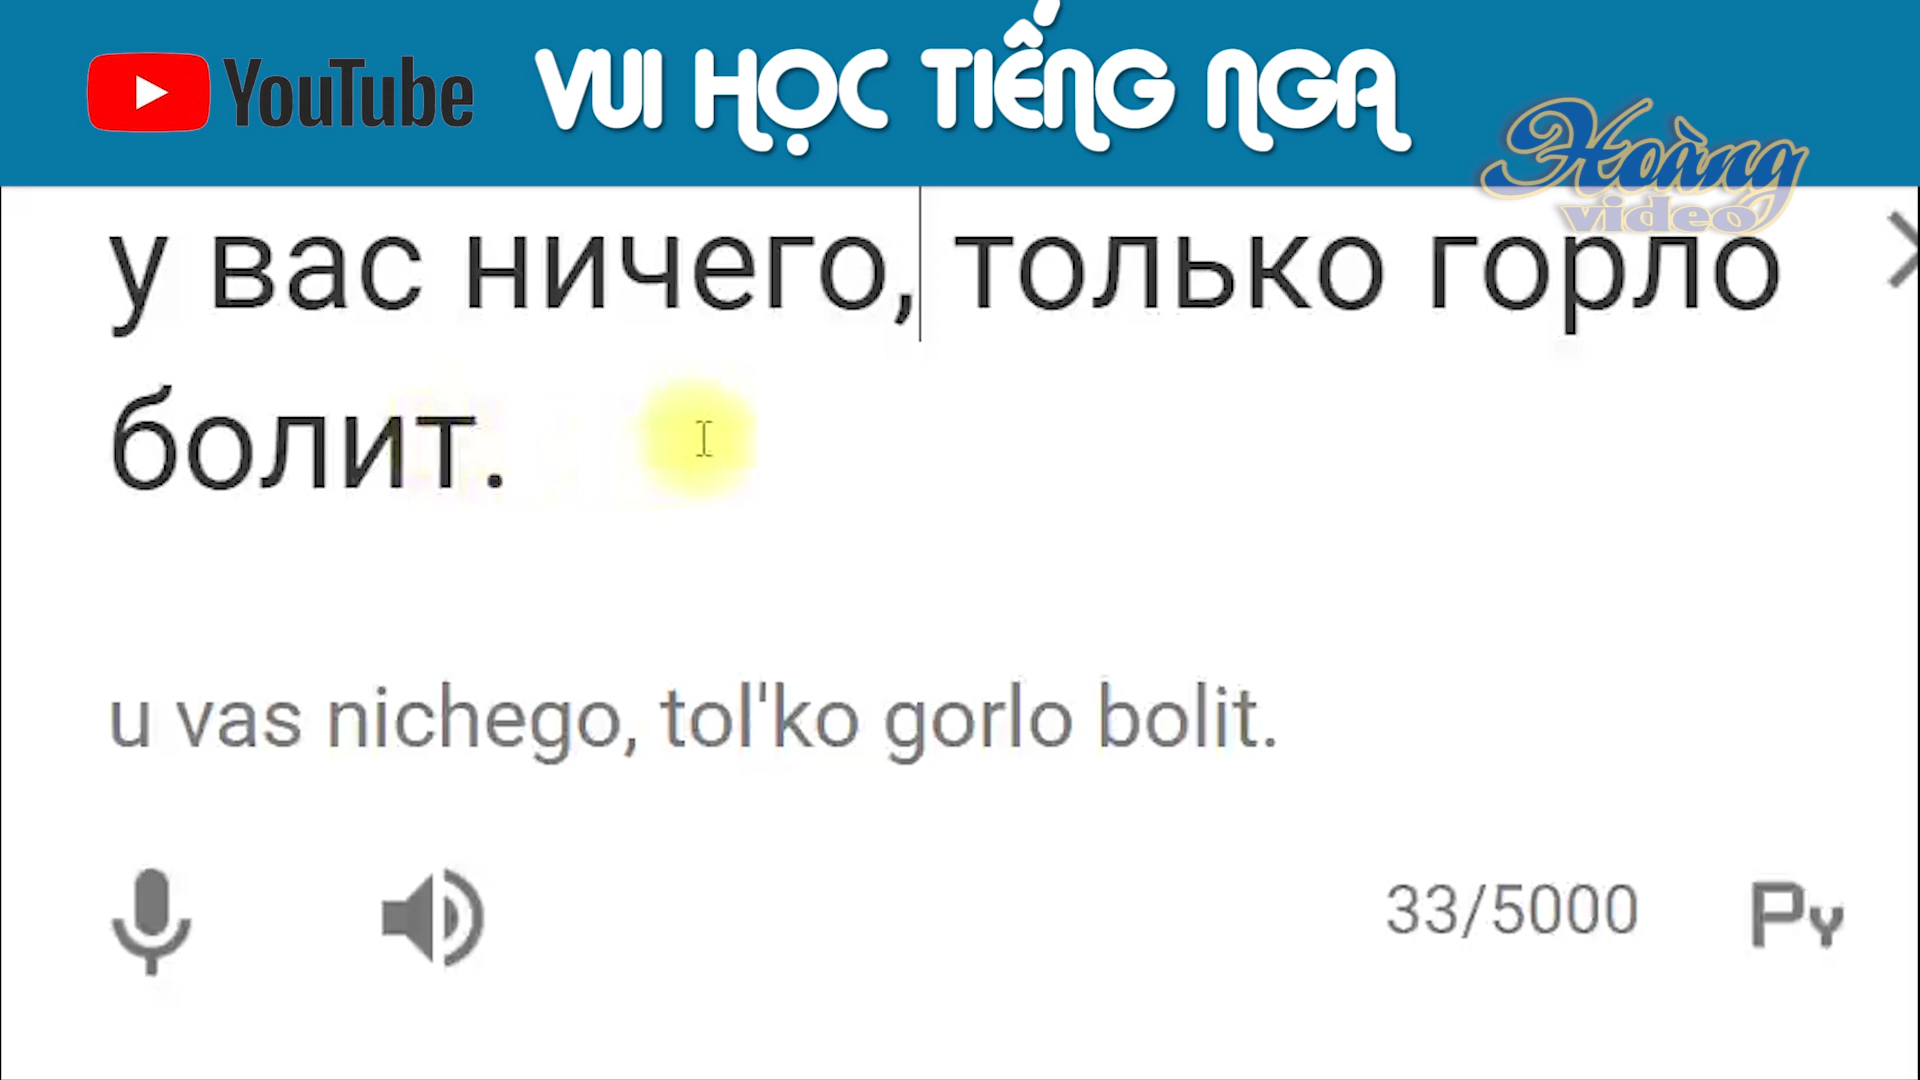 YouTube VUI HỌC TIẾNG NGA
Hoàng
video
у вас ничего, только горло
болит.
u vas nichego, tol'ko gorlo bolit.
33/5000 Ру